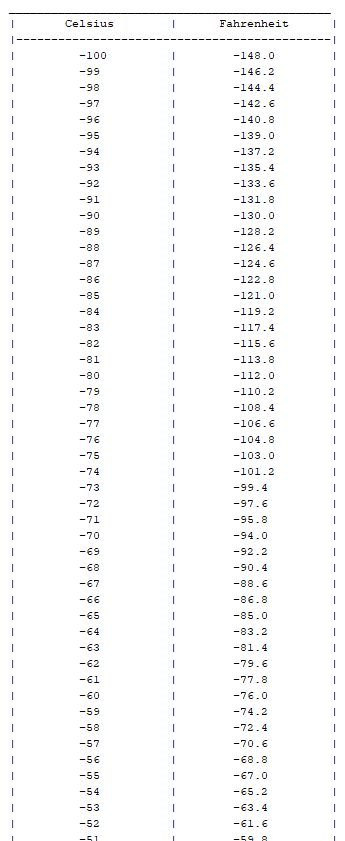 ______________________________________________
| Celsius | Fahrenheit |
|---------------------------------------------|
| -100 | -148.0 |
| -99 | -146.2 |
| -98 | -144.4 |
| -97 | -142.6 |
| -96 | -140.8 |
| -95 | -139.0 |
| -94 | -137.2 |
| -93 | -135.4 |
| -92 | -133.6 |
| -91 | -131.8 |
| -90 | -130.0 |
| -89 | -128.2 |
| -88 | -126.4 |
| -87 | -124.6 |
| -86 | -122.8 |
| -85 | -121.0 |
| -84 | -119.2 |
| -83 | -117.4 |
| -82 | -115.6 |
| -81 | -113.8 |
| -80 | -112.0 |
| -79 | -110.2 |
| -78 | -108.4 |
| -77 | -106.6 |
| -76 | -104.8 |
| -75 | -103.0 |
| -74 | -101.2 |
| -73 | -99.4 |
| -72 | -97.6 |
| -71 | -95.8 |
| -70 | -94.0 |
| -69 | -92.2 |
| -68 | -90.4 |
| -67 | -88.6 |
| -66 | -86.8 |
| -65 | -85.0 |
| -64 | -83.2 |
| -63 | -81.4 |
| -62 | -79.6 |
| -61 | -77.8 |
| -60 | -76.0 |
| -59 | -74.2 |
| -58 | -72.4 |
| -57 | -70.6 |
| -56 | -68.8 |
| -55 | -67.0 |
| -54 | -65.2 |
| -53 | -63.4 |
| -52 | -61.6 |
| -51 | -59.8 |